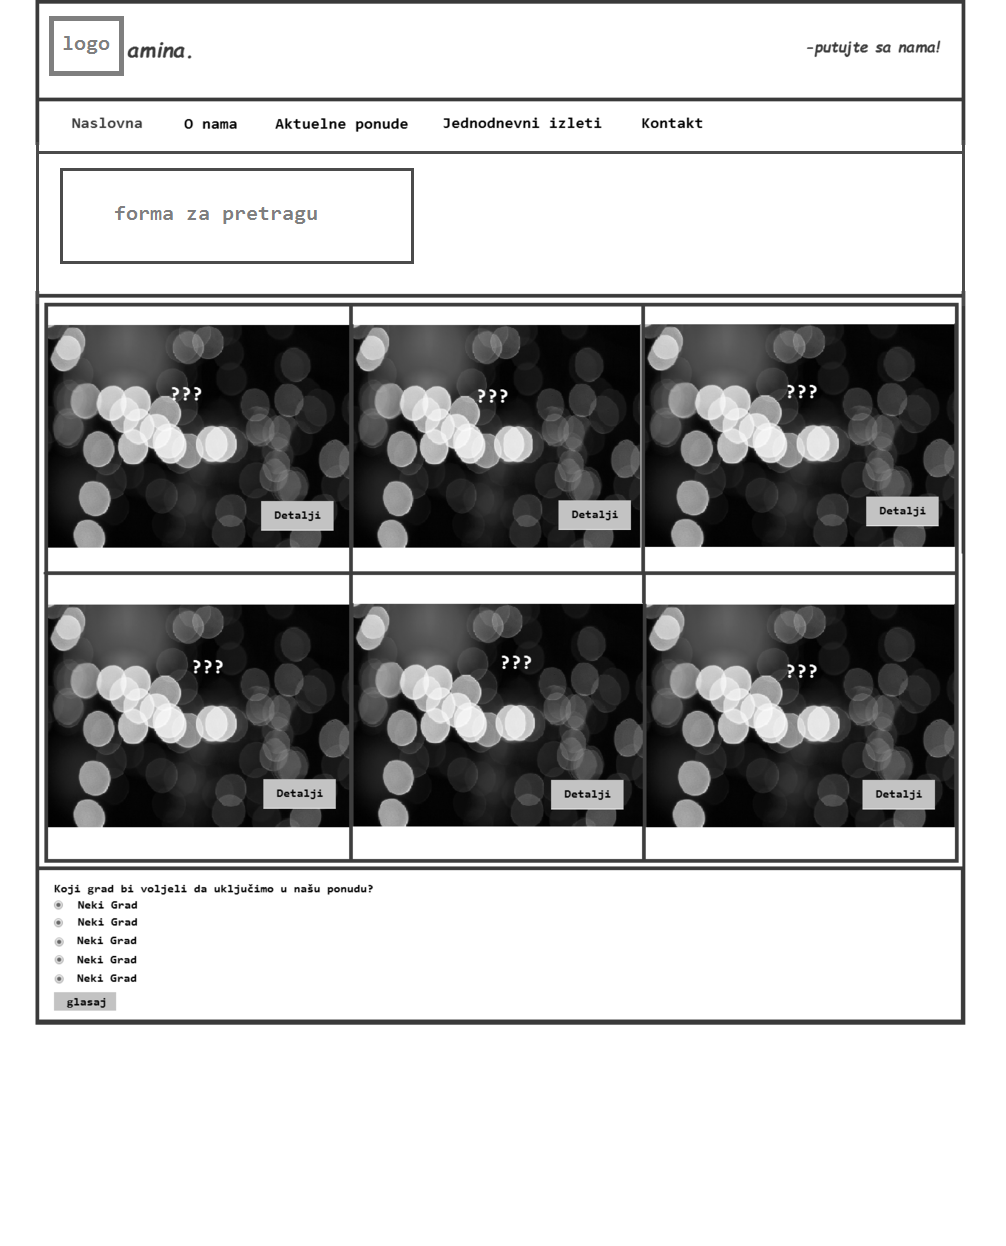 logo
amina.
-putujte sa nama!
Naslovna O nama Aktuelne ponude Jednodnevni izleti Kontakt
forma za pretragu
??? ??? ???
Detalji Detalji Detalji
??? ??? ???
Detalji Detalji Detalji
Koji grad bi voljeli da uključimo u našu ponudu?
Neki Grad
Neki Grad
Neki Grad
Neki Grad
Neki Grad
glasaj